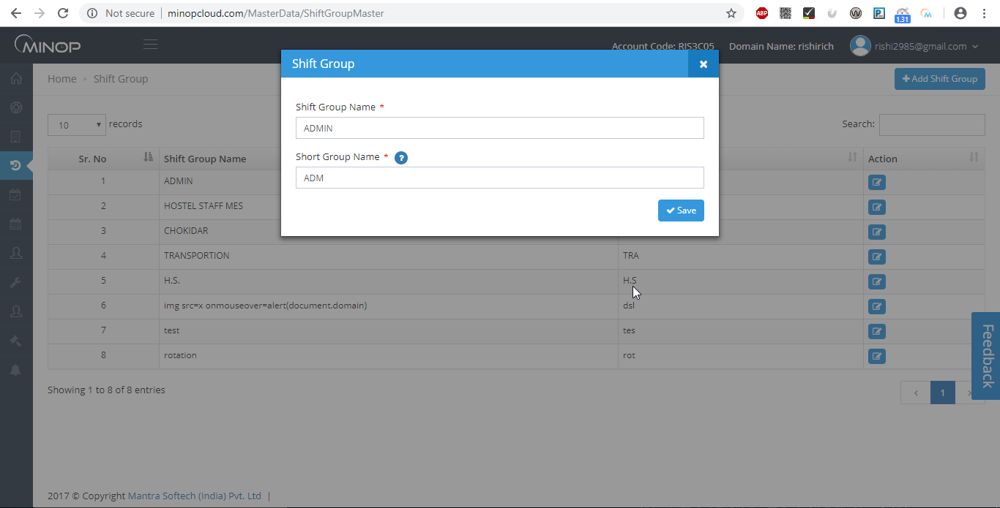 Not secure | minopcloud.com/MasterData/ShiftGroupMaster
ABP
1.31
MINOP
Account Code: RIS3C05 Domain Name: rishirich rishi2985@gmail.com
Shift Group
Home Shift Group
Add Shift Group
Shift Group Name *
ADMIN
10 records
Search:
Short Group Name * ?
ADM
Sr. No Shift Group Name Action
1 ADMIN
2 HOSTEL STAFF MES
Save
3 CHOKIDAR
4 TRANSPORTION TRA
5 H.S. H.S
6 img src=x onmouseover=alert(document.domain) dsl
7 test tes
8 rotation rot
Feedback
Showing 1 to 8 of 8 entries
< 1 >
2017 © Copyright Mantra Softech (India) Pvt. Ltd |